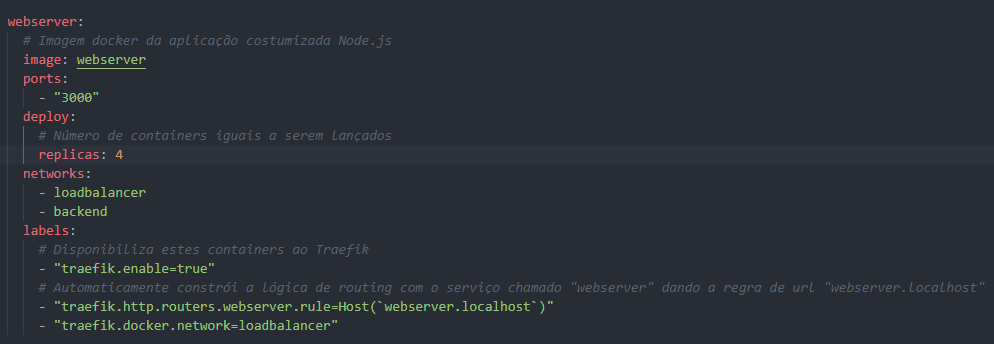 webserver:
# Imagem docker da aplicação costumizada Node.js
image: webserver
ports:
- "3000"
deploy:
# Número de containers iguais a serem lançados
replicas: 4
networks:
- loadbalancer
- backend
labels:
# Disponibiliza estes containers ao Traefik
- "traefik.enable=true"
# Automaticamente constrói a lógica de routing com o serviço chamado "webserver" dando a regra de url "webserver.localhost"
- "traefik.http.routers.webserver.rule=Host(`webserver.localhost`)"
- "traefik.docker.network=loadbalancer"